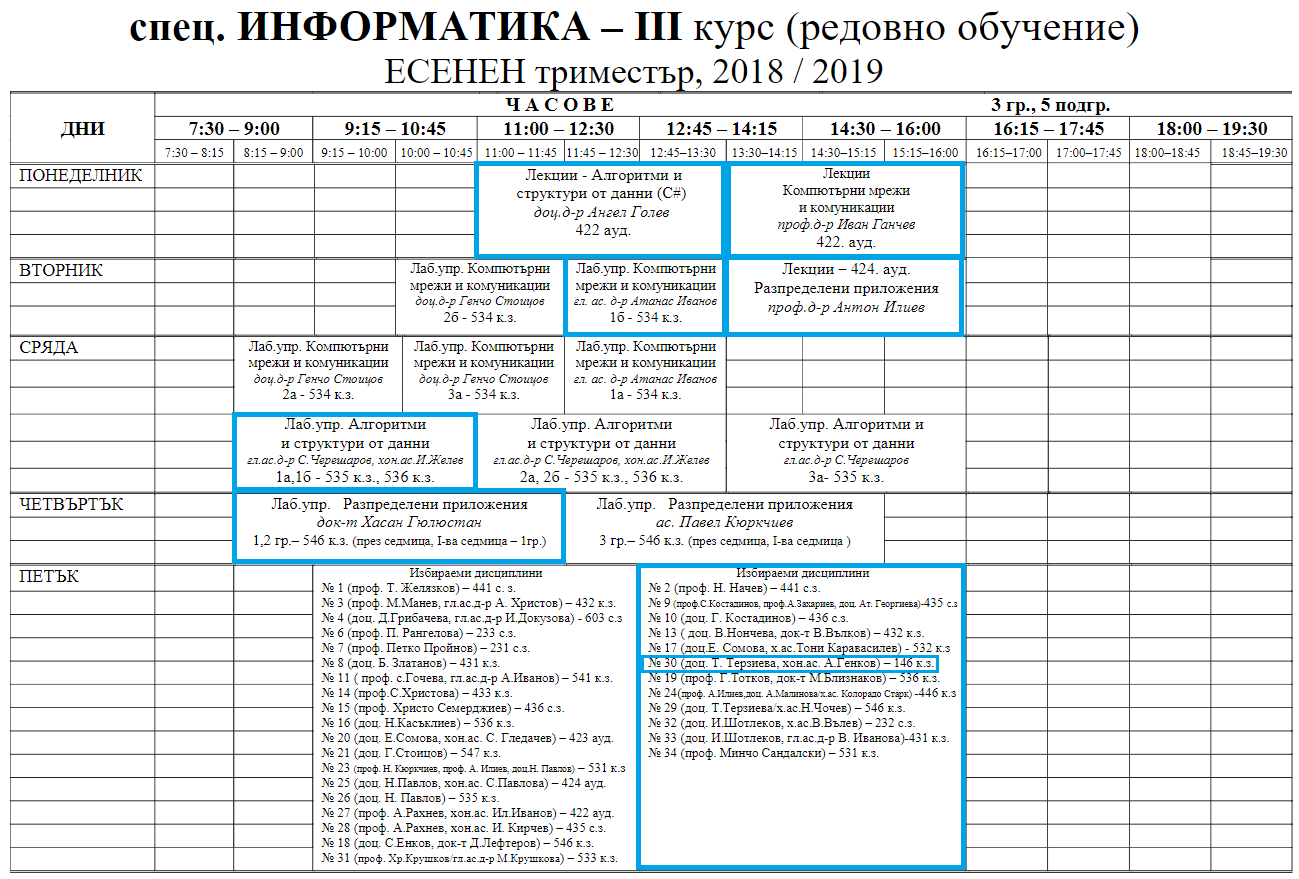 спец. ИНФОРМАТИКА – III курс (редовно обучение)
ЕСЕНЕН триместър, 2018 / 2019
ДНИ
Ч А С О В Е
3 гр., 5 подгр.
7:30 – 9:00
9:15 – 10:45
11:00 – 12:30
12:45 – 14:15
14:30 – 16:00
16:15 – 17:45
18:00 – 19:30
7:30 – 8:15
8:15 – 9:00
9:15 – 10:00
10:00 – 10:45
11:00 – 11:45
11:45 – 12:30
12:45–13:30
13:30–14:15
14:30–15:15
15:15–16:00
16:15–17:00
17:00–17:45
18:00–18:45
18:45–19:30
ПОНЕДЕЛНИК
Лекции - Алгоритми и
структури от данни (C#)
доц.д-р Ангел Голев
422 ауд.
Лекции
Компютърни мрежи
и комуникации
проф.д-р Иван Ганчев
422. ауд.
ВТОРНИК
Лаб.упр. Компютърни
мрежи и комуникации
доц.д-р Генчо Стоицов
2б - 534 к.з.
Лаб.упр. Компютърни
мрежи и комуникации
гл. ас. д-р Атанас Иванов
1б - 534 к.з.
Лекции – 424. ауд.
Разпределени приложения
проф.д-р Антон Илиев
СРЯДА
Лаб.упр. Компютърни
мрежи и комуникации
доц.д-р Генчо Стоицов
2а - 534 к.з.
Лаб.упр. Компютърни
мрежи и комуникации
доц.д-р Генчо Стоицов
3а - 534 к.з.
Лаб.упр. Компютърни
мрежи и комуникации
гл. ас. д-р Атанас Иванов
1а - 534 к.з.
Лаб.упр. Алгоритми
и структури от данни
гл.ас.д-р С.Черешаров, хон.ас.И.Желев
1а,1б - 535 к.з., 536 к.з.
Лаб.упр. Алгоритми
и структури от данни
гл.ас.д-р С.Черешаров, хон.ас.И.Желев
2а, 2б - 535 к.з., 536 к.з.
Лаб.упр. Алгоритми и
структури от данни
гл.ас.д-р С.Черешаров
3а- 535 к.з.
ЧЕТВЪРТЪК
Лаб.упр. Разпределени приложения
док-т Хасан Гюлюстан
1,2 гр.– 546 к.з. (през седмица, I-ва седмица – 1гр.)
Лаб.упр. Разпределени приложения
ас. Павел Кюркчиев
3 гр.– 546 к.з. (през седмица, I-ва седмица )
ПЕТЪК
Избираеми дисциплини
№ 1 (проф. Т. Желязков) – 441 с. з.
№ 3 (проф. М.Манев, гл.ас.д-р А. Христов) – 432 к.з.
№ 4 (доц. Д.Грибачева, гл.ас.д-р И.Докузова) - 603 с.з
№ 6 (проф. П. Рангелова) – 233 с.з.
№ 7 (проф. Петко Пройнов) – 231 с.з.
№ 8 (доц. Б. Златанов) – 431 к.з.
№ 11 ( проф. с.Гочева, гл.ас.д-р А.Иванов) – 541 к.з.
№ 14 (проф.С.Христова) – 433 к.з.
№ 15 (проф. Христо Семерджиев) – 436 с.з.
№ 16 (доц. Н.Касъклиев) – 536 к.з.
№ 20 (доц. Е.Сомова, хон.ас. С. Гледачев) – 423 ауд.
№ 21 (доц. Г.Стоицов) – 547 к.з.
№ 23 (проф. Н. Кюркчиев, проф. А. Илиев, доц.Н. Павлов) – 531 к.з
№ 25 (доц. Н.Павлов, хон.ас. С.Павлова) – 424 ауд.
№ 26 (доц. Н. Павлов) – 535 к.з.
№ 27 (проф. А.Рахнев, хон.ас. Ил.Иванов) – 422 ауд.
№ 28 (проф. А.Рахнев, хон.ас. И. Кирчев) – 435 с.з.
№ 18 (доц. С.Енков, док-т Д.Лефтеров) – 546 к.з.
№ 31 (проф. Хр.Крушков/гл.ас.д-р М.Крушкова) – 533 к.з.
Избираеми дисциплини
№ 2 (проф. Н. Начев) – 441 с.з.
№ 9 (проф.С.Костадинов, проф.А.Захариев, доц. Ат. Георгиева)-435 с.з
№ 10 (доц. Г. Костадинов) – 436 с.з.
№ 13 ( доц. В.Нончева, док-т В.Вълков) – 432 к.з.
№ 17 (доц.Е. Сомова, х.ас.Тони Каравасилев) - 532 к.з
№ 30 (доц. Т. Терзиева, хон.ас. А.Генков) – 146 к.з.
№ 19 (проф. Г.Тотков, док-т М.Близнаков) – 536 к.з.
№ 24(проф. А.Илиев,доц. А.Малинова/х.ас. Колорадо Старк) -446 к.з
№ 29 (доц. Т.Терзиева/х.ас.Н.Чочев) – 546 к.з.
№ 32 (доц. И.Шотлеков, х.ас.В.Вълев) – 232 с.з.
№ 33 (доц. И.Шотлеков, гл.ас.д-р В. Иванова)-431 к.з.
№ 34 (проф. Минчо Сандалски) – 531 к.з.